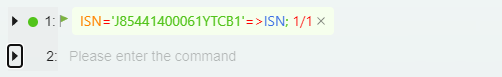 1: ISN='J85441400061YTCB1'=>ISN; 1/1 ×
2: Please enter the command